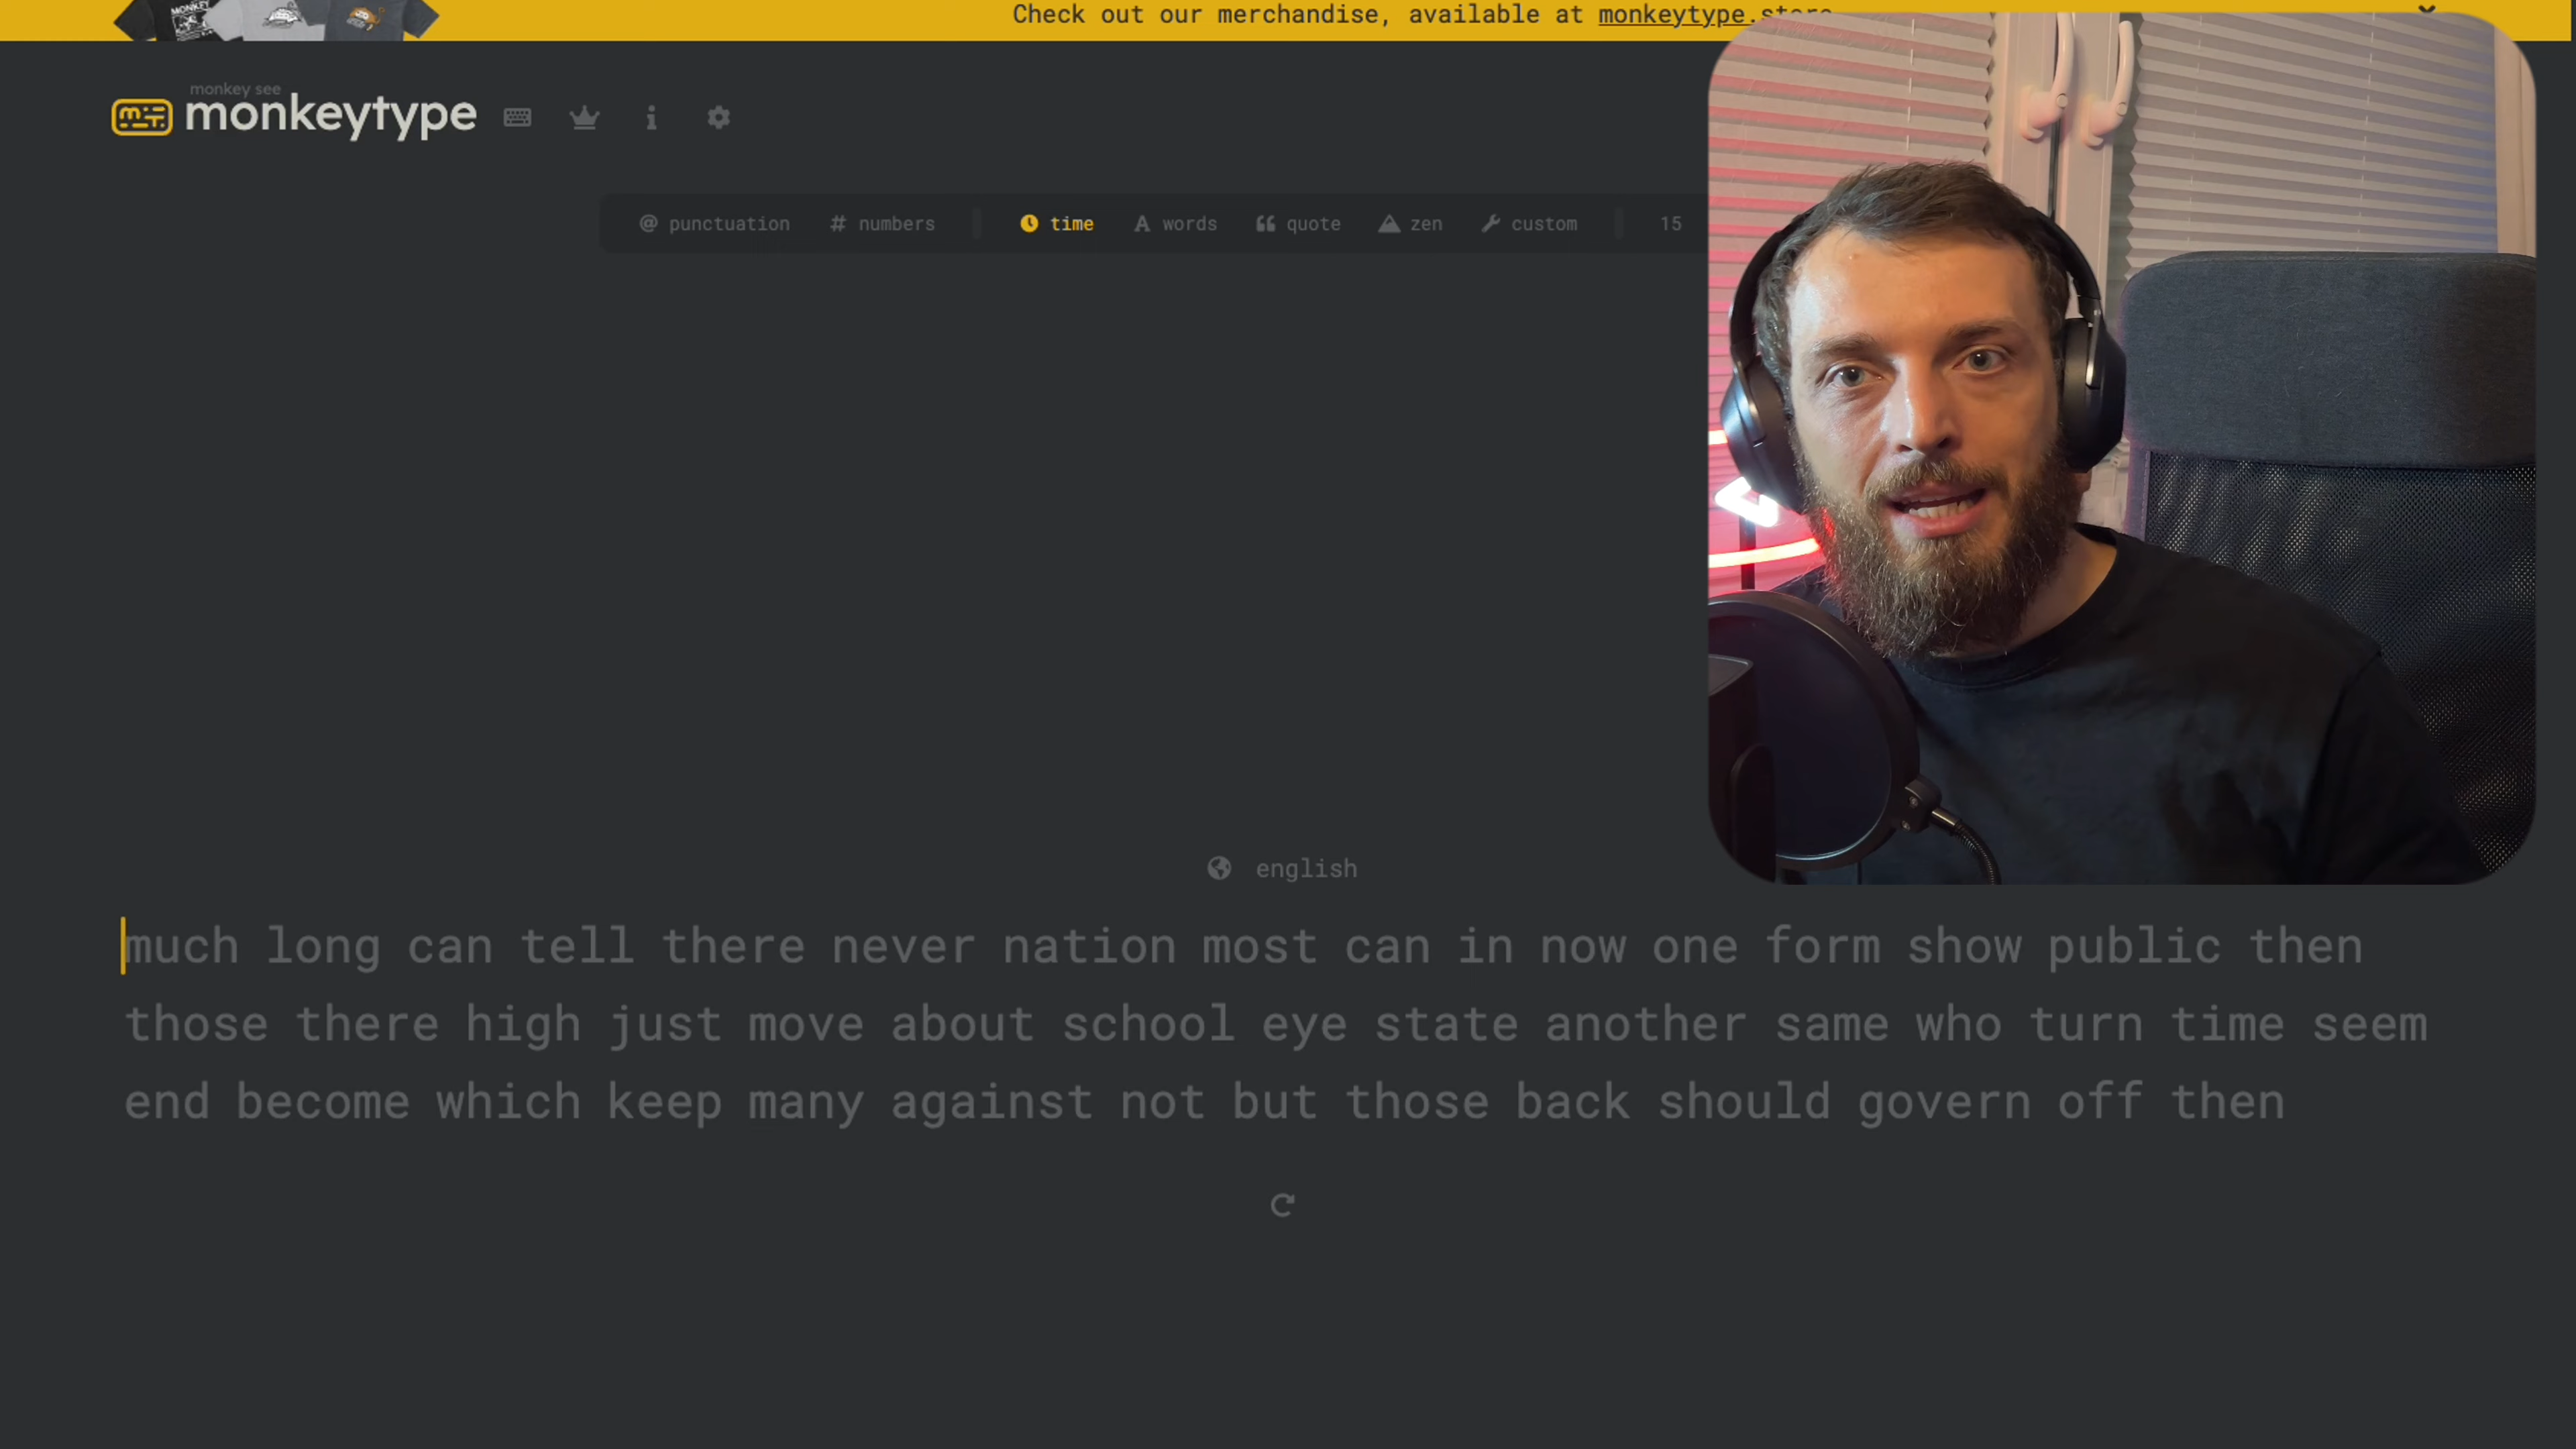 MONKEY
Check out our merchandise, available at monkeytype.store
monkey see
monkeytype
@ punctuation # numbers time A words quote zen custom 15
english
much long can tell there never nation most can in now one form show public then
those there high just move about school eye state another same who turn time seem
end become which keep many against not but those back should govern off then